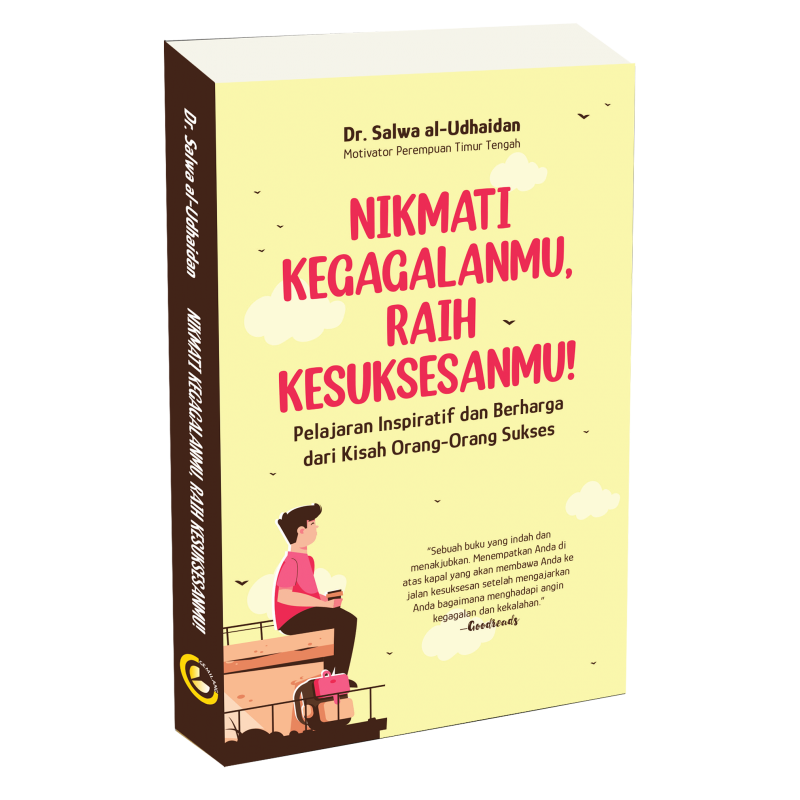 Dr. Salwa al-Udhaidan
Motivator Perempuan Timur Tengah
NIKMATI
KEGAGALANMU,
RAIH
KESUKSESANMU!
Pelajaran Inspiratif dan Berharga
dari Kisah Orang-Orang Sukses
"Sebuah buku yang indah dan
menakjubkan. Menempatkan Anda di
atas kapal yang akan membawa Anda ke
jalan kesuksesan setelah mengajarkan
Anda bagaimana menghadapi angin
kegagalan dan kekalahan."
—Goodreads
Dr. Salwa al-Udhaidan
NIKMATI KEGAGALANMU, RAIH KESUKSESANMU!
GEMILANG